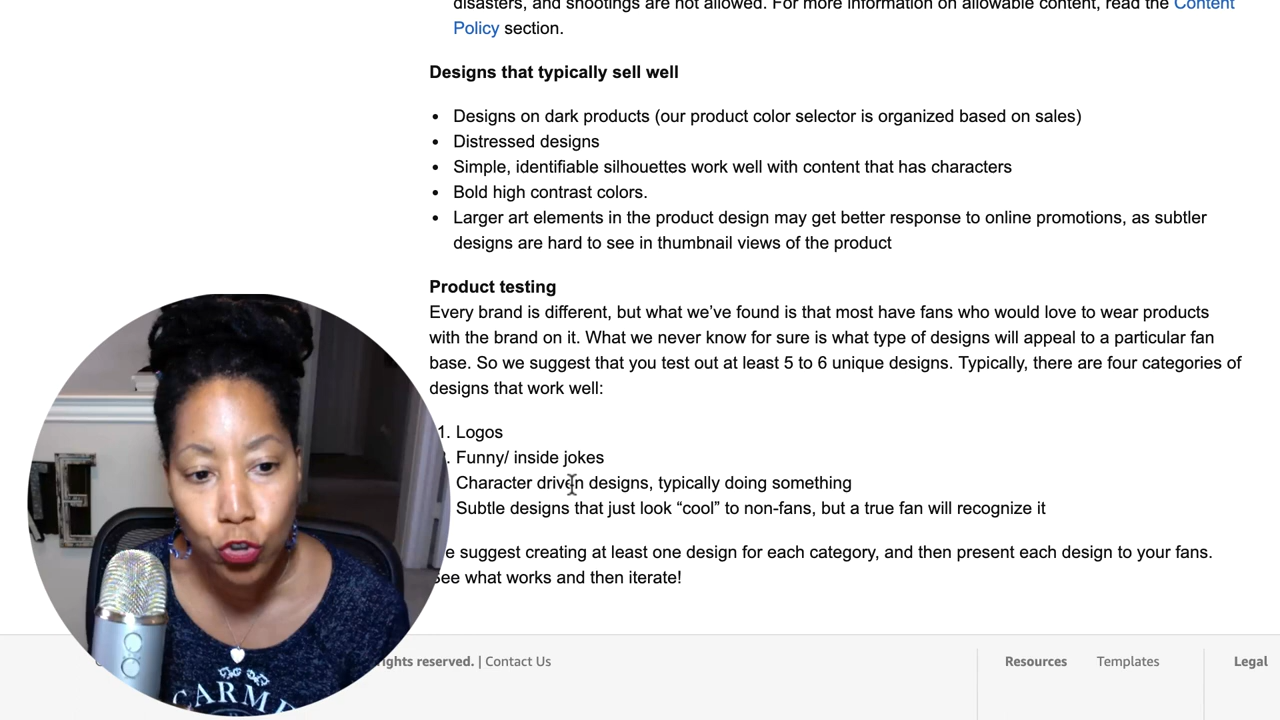 disasters, and shootings are not allowed. For more information on allowable content, read the Content
Policy section.
Designs that typically sell well
• Designs on dark products (our product color selector is organized based on sales)
• Distressed designs
• Simple, identifiable silhouettes work well with content that has characters
• Bold high contrast colors.
• Larger art elements in the product design may get better response to online promotions, as subtler
designs are hard to see in thumbnail views of the product
Product testing
Every brand is different, but what we’ve found is that most have fans who would love to wear products
with the brand on it. What we never know for sure is what type of designs will appeal to a particular fan
base. So we suggest that you test out at least 5 to 6 unique designs. Typically, there are four categories of
designs that work well:
1. Logos
. Funny/ inside jokes
Character driven designs, typically doing something
Subtle designs that just look “cool” to non-fans, but a true fan will recognize it
e suggest creating at least one design for each category, and then present each design to your fans.
See what works and then iterate!
rights reserved. | Contact Us
Resources
Templates
Legal